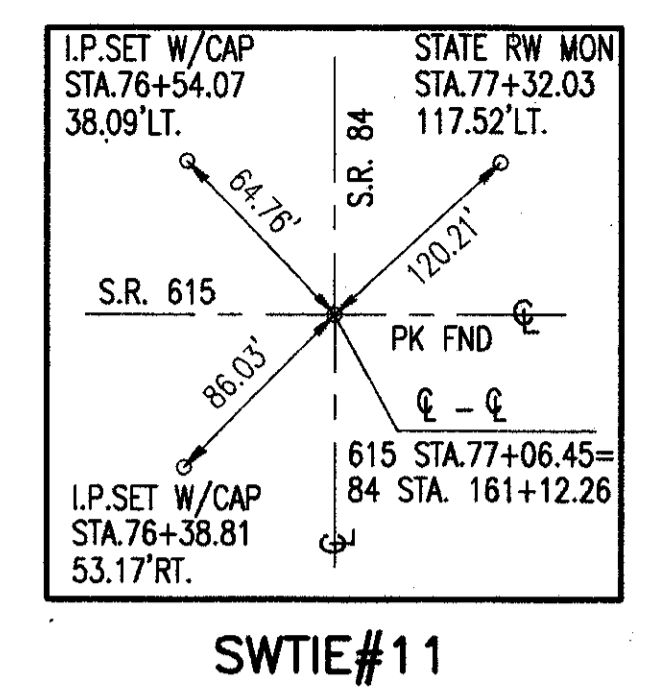 I.P.SET W/CAP
STA.76+54.07
38.09'LT.
STATE RW MON
STA.77+32.03
117.52'LT.
S.R. 84
64.76'
120.21'
S.R. 615
℄
PK FND
86.03'
℄ - ℄
615 STA.77+06.45=
84 STA. 161+12.26
I.P.SET W/CAP
STA.76+38.81
53.17'RT.
℄
SWTIE#11